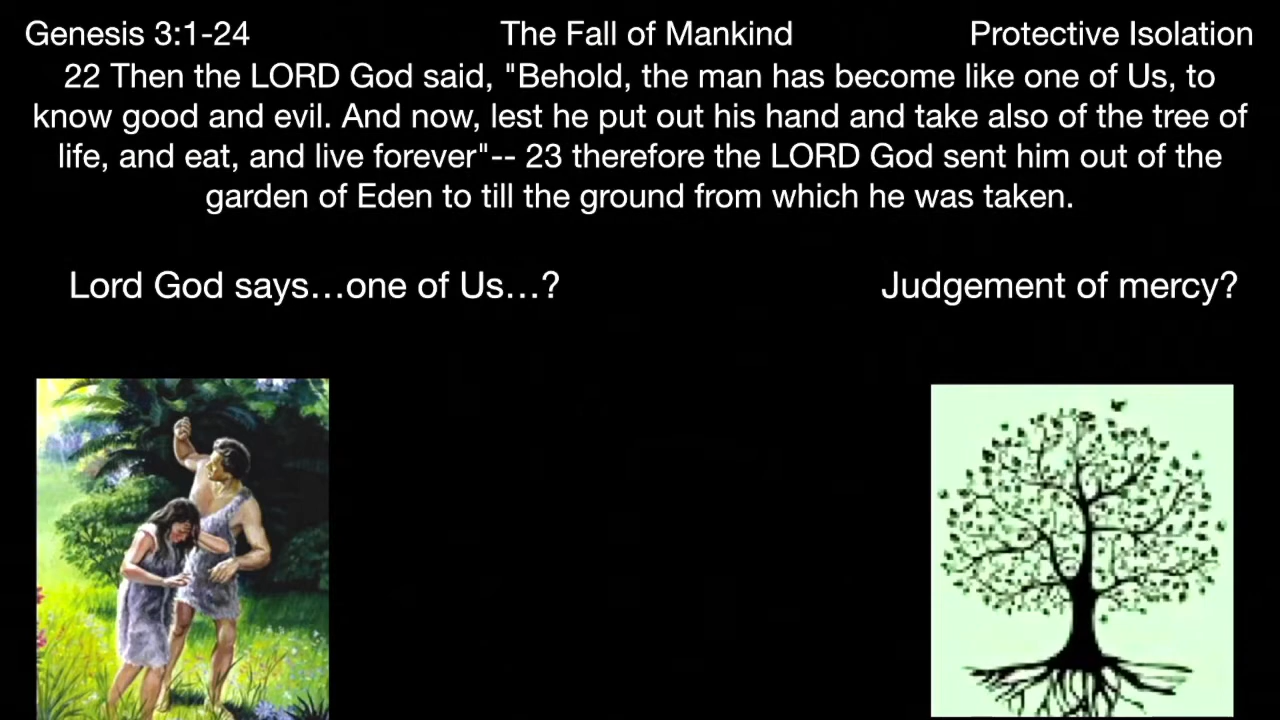 Genesis 3:1-24 The Fall of Mankind Protective Isolation
22 Then the LORD God said, "Behold, the man has become like one of Us, to
know good and evil. And now, lest he put out his hand and take also of the tree of
life, and eat, and live forever"-- 23 therefore the LORD God sent him out of the
garden of Eden to till the ground from which he was taken.
Lord God says…one of Us…? Judgement of mercy?